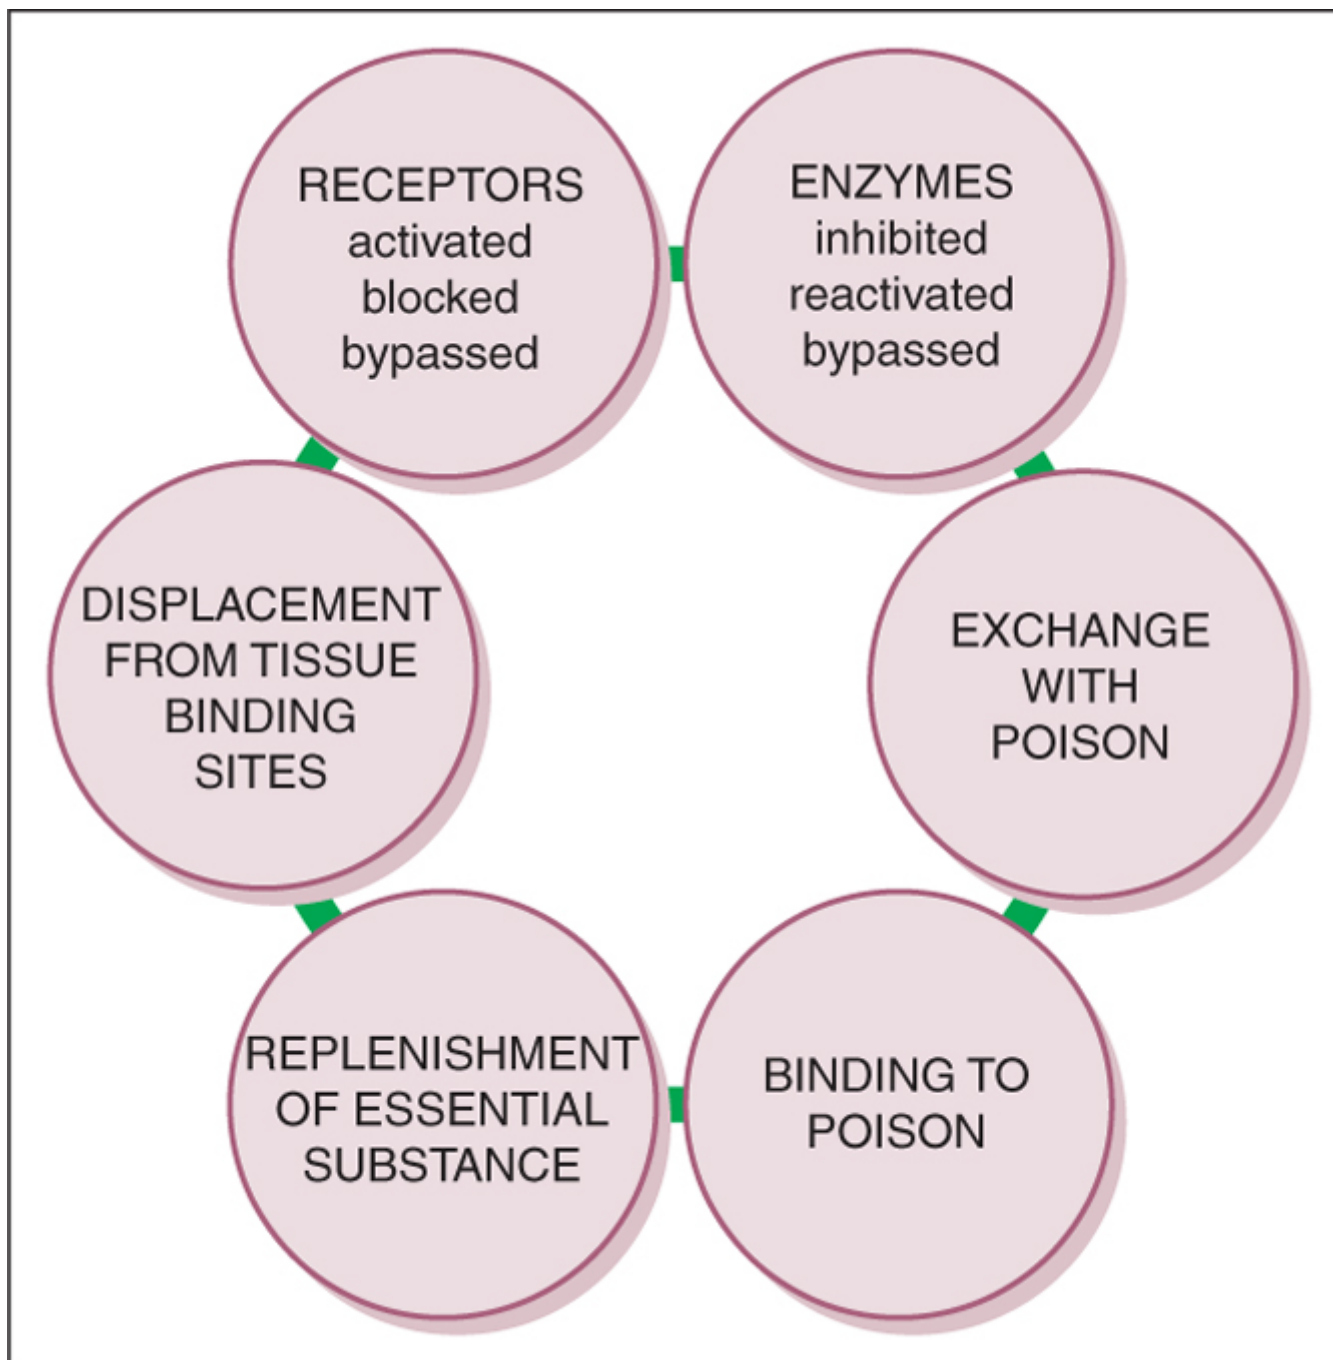 RECEPTORS
activated
blocked
bypassed
ENZYMES
inhibited
reactivated
bypassed
DISPLACEMENT
FROM TISSUE
BINDING
SITES
EXCHANGE
WITH
POISON
REPLENISHMENT
OF ESSENTIAL
SUBSTANCE
BINDING TO
POISON